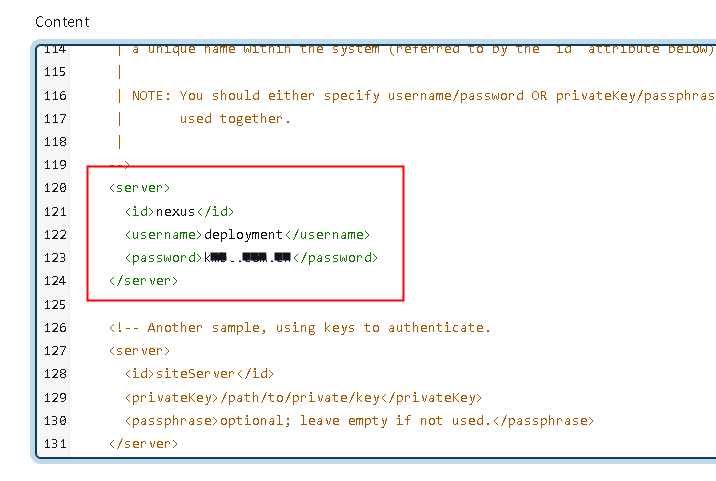 Content
114 | a unique name within the system (referred to by the 'id' attribute below)
115 |
116 | NOTE: You should either specify username/password OR privateKey/passphras
117 | used together.
118 |
119 -->
120 <server>
121 <id>nexus</id>
122 <username>deployment</username>
123 <password></password>
124 </server>
125
126 <!-- Another sample, using keys to authenticate.
127 <server>
128 <id>siteServer</id>
129 <privateKey>/path/to/private/key</privateKey>
130 <passphrase>optional; leave empty if not used.</passphrase>
131 </server>